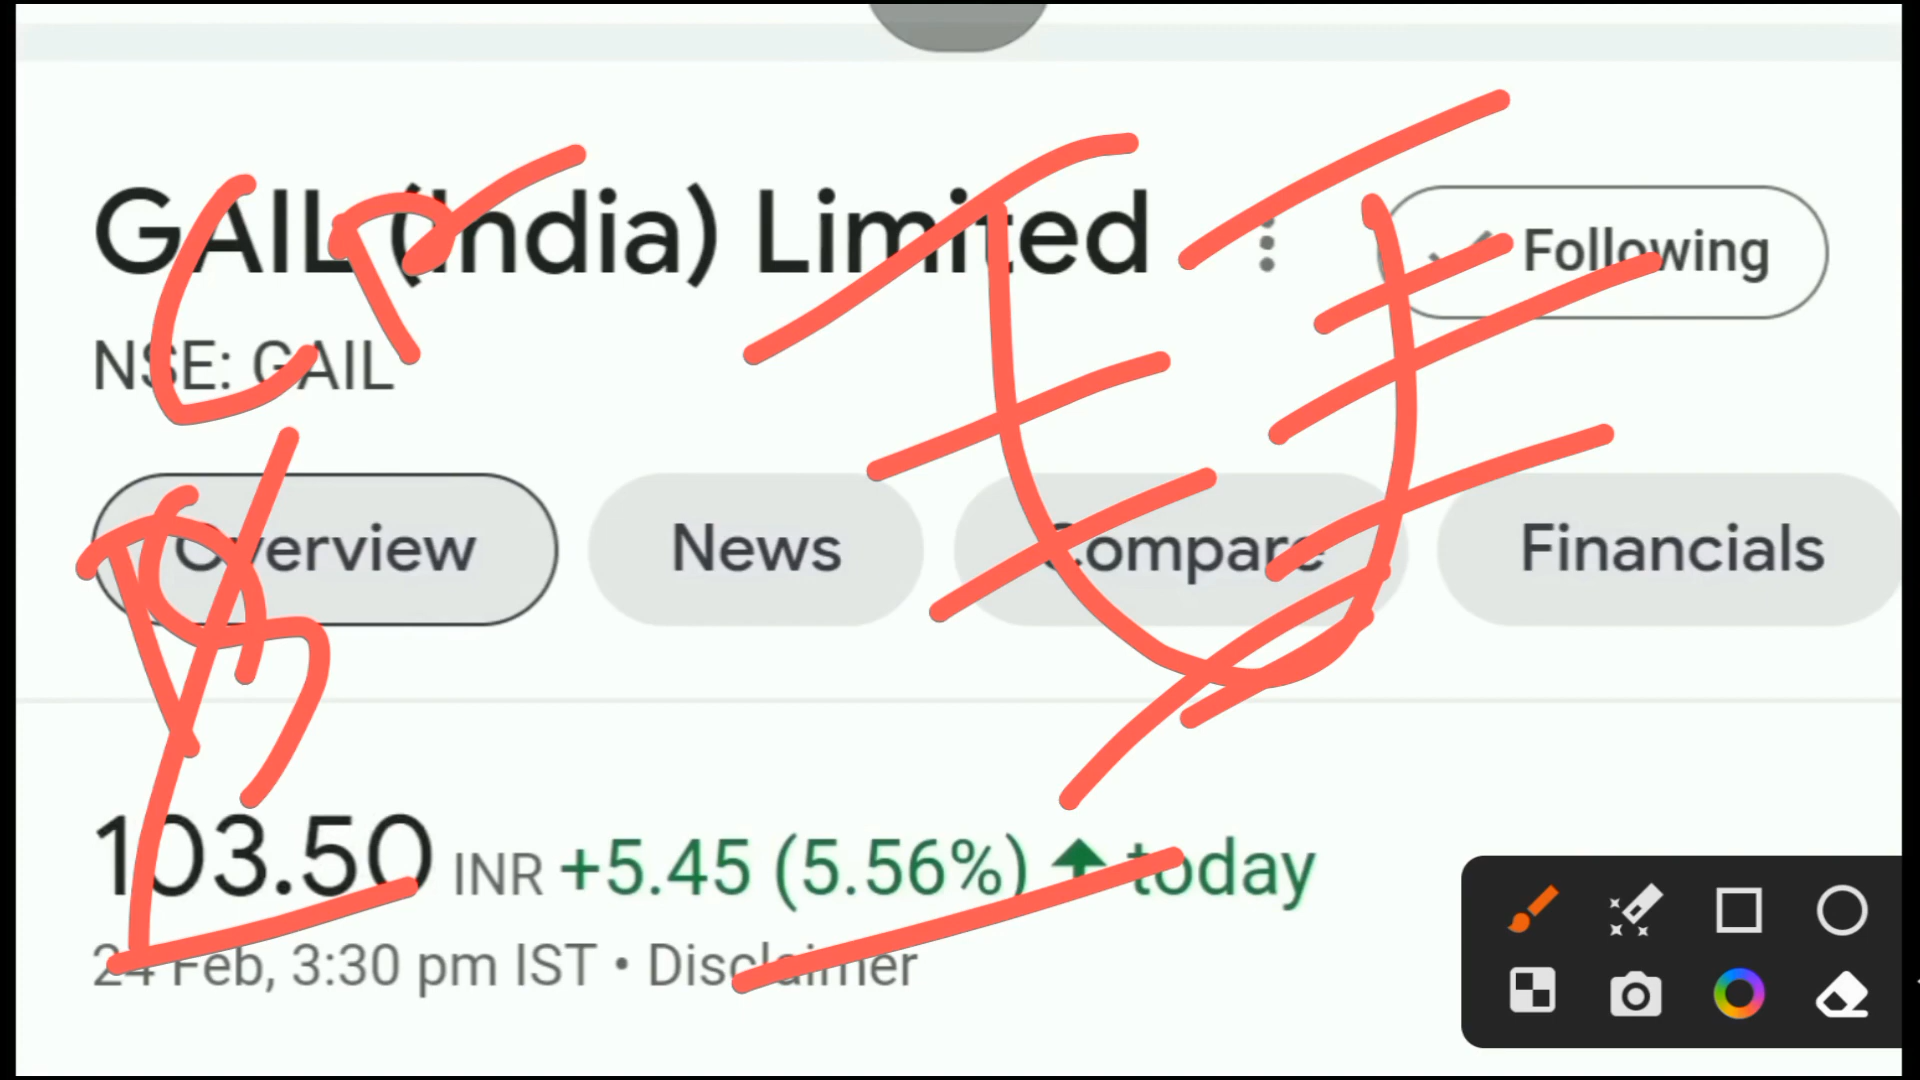 GAIL (India) Limited
Following
NSE: GAIL
Overview News Compare Financials
103.50 INR +5.45 (5.56%) today
24 Feb, 3:30 pm IST • Disclaimer